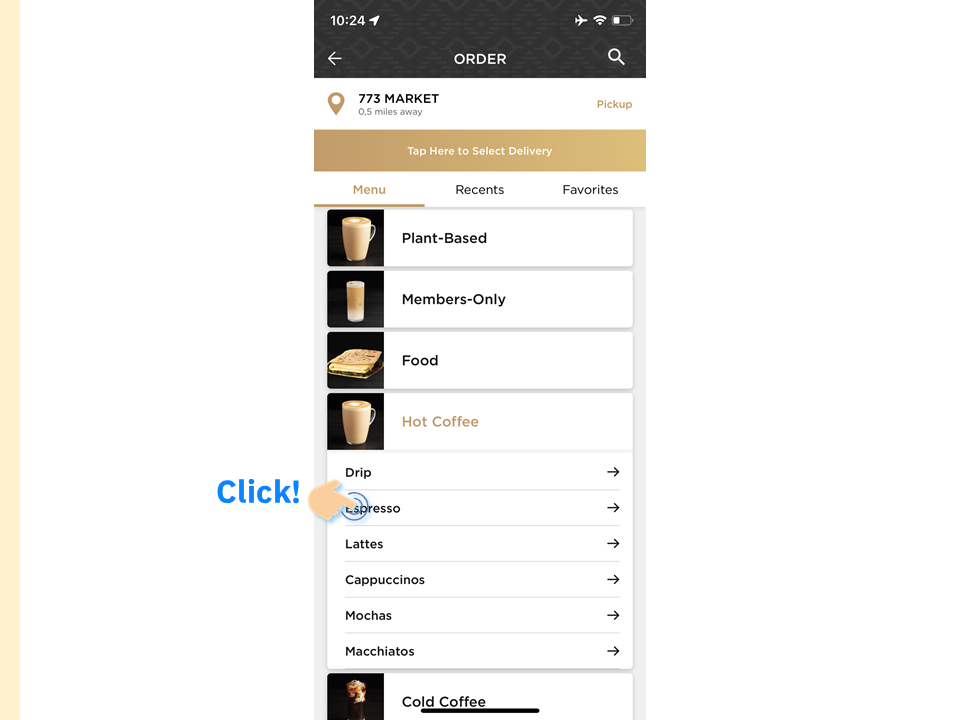 10:24
ORDER
773 MARKET
0,5 miles away
Pickup
Tap Here to Select Delivery
Menu
Recents
Favorites
Plant-Based
Members-Only
Food
Hot Coffee
Drip
Click!
Espresso
Lattes
Cappuccinos
Mochas
Macchiatos
Cold Coffee